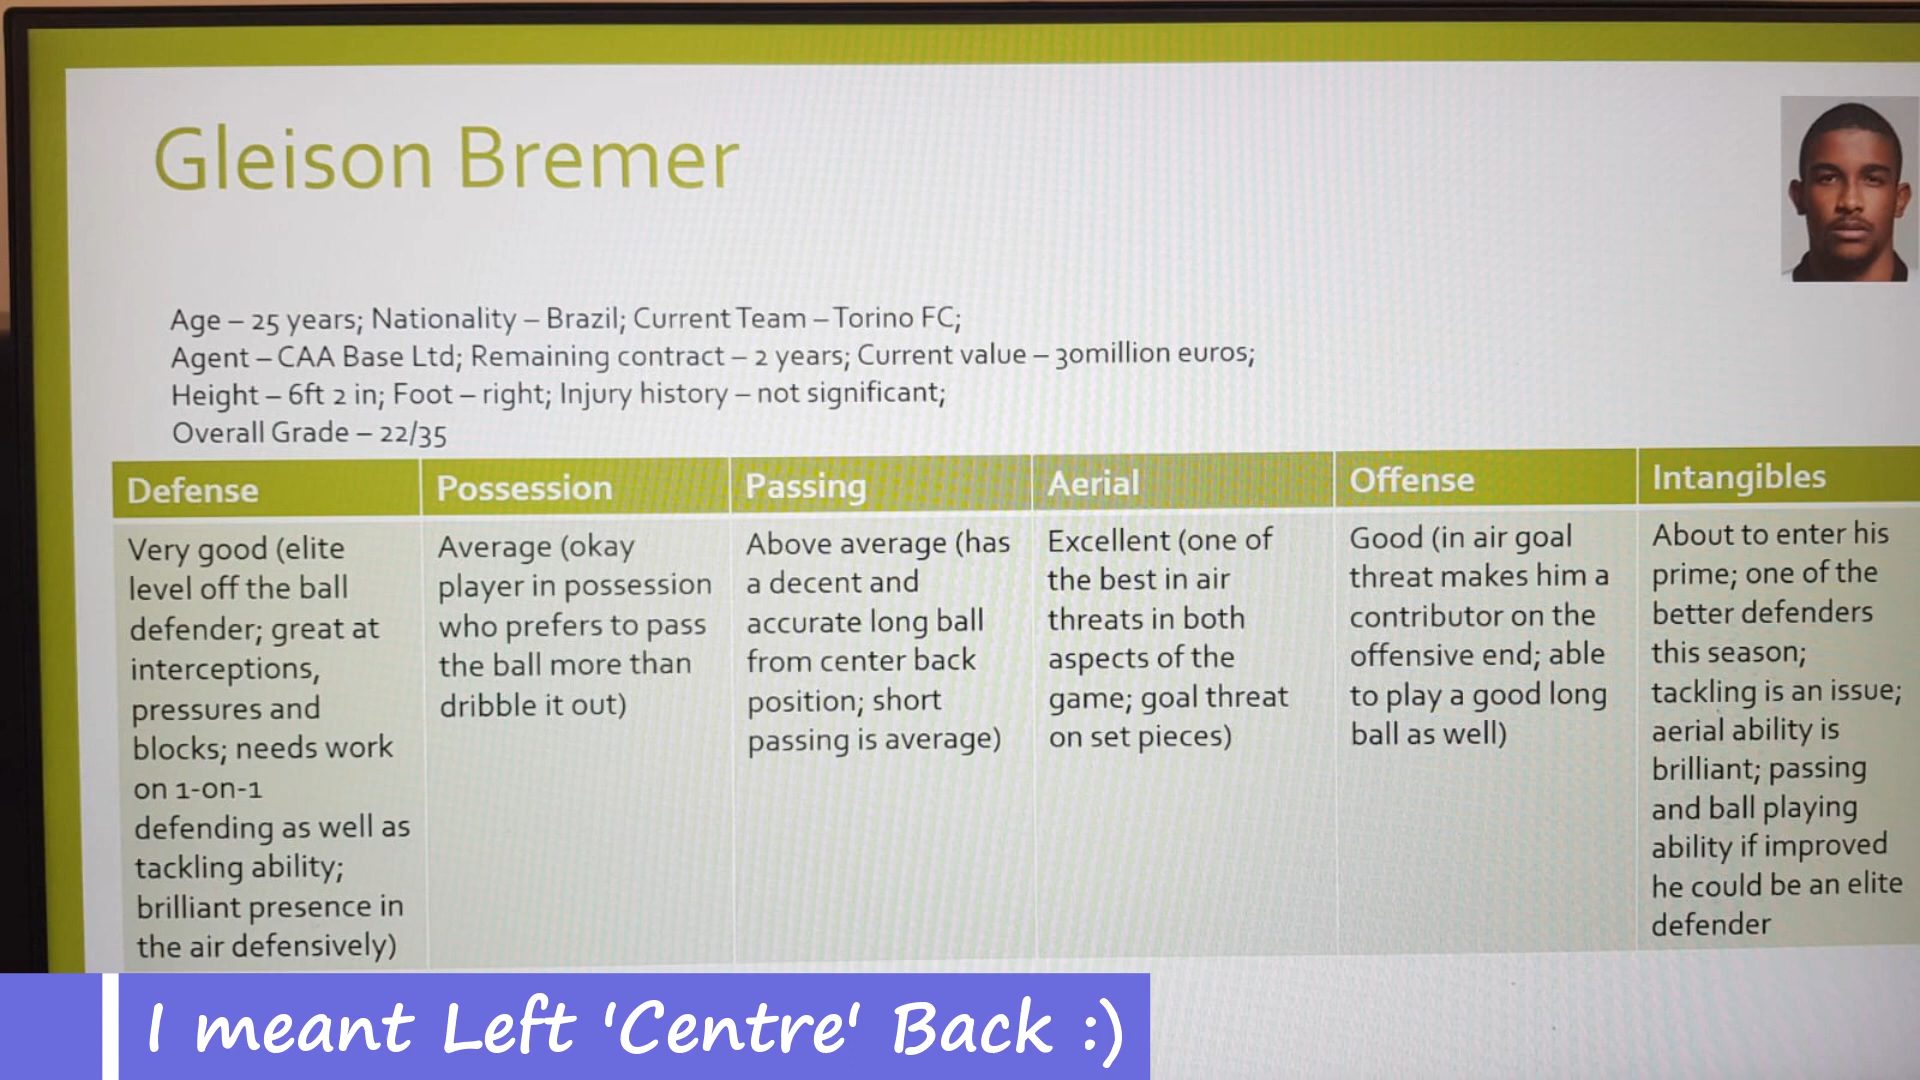 Gleison Bremer
Age – 25 years; Nationality – Brazil; Current Team – Torino FC;
Agent – CAA Base Ltd; Remaining contract – 2 years; Current value – 30million euros;
Height – 6ft 2 in; Foot – right; Injury history – not significant;
Overall Grade – 22/35
Defense
Very good (elite
level off the ball
defender; great at
interceptions,
pressures and
blocks; needs work
on 1-on-1
defending as well as
tackling ability;
brilliant presence in
the air defensively)
Possession
Average (okay
player in possession
who prefers to pass
the ball more than
dribble it out)
Passing
Above average (has
a decent and
accurate long ball
from center back
position; short
passing is average)
Aerial
Excellent (one of
the best in air
threats in both
aspects of the
game; goal threat
on set pieces)
Offense
Good (in air goal
threat makes him a
contributor on the
offensive end; able
to play a good long
ball as well)
Intangibles
About to enter his
prime; one of the
better defenders
this season;
tackling is an issue;
aerial ability is
brilliant; passing
and ball playing
ability if improved
he could be an elite
defender
I meant Left 'Centre' Back :)